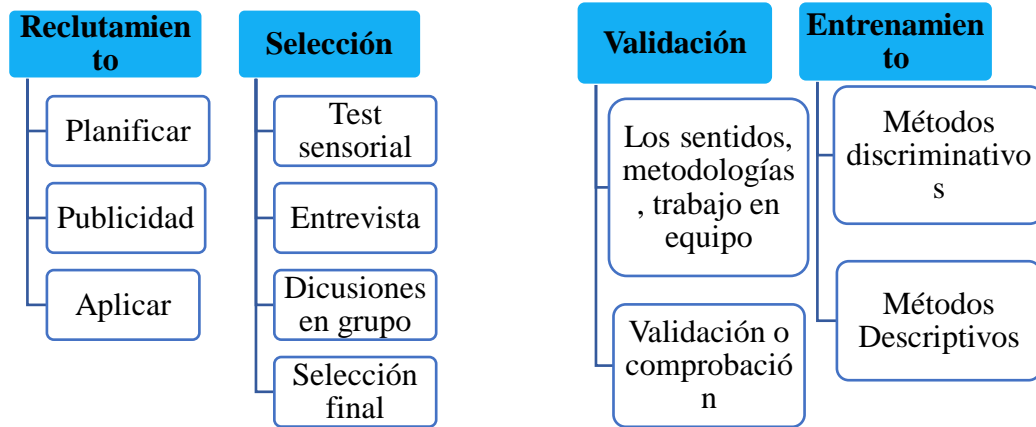 Reclutamien
to
Planificar
Publicidad
Aplicar
Selección
Test
sensorial
Entrevista
Dicusiones
en grupo
Selección
final
Validación
Los sentidos,
metodologías
, trabajo en
equipo
Validación o
comprobació
n
Entrenamien
to
Métodos
discriminativo
s
Métodos
Descriptivos